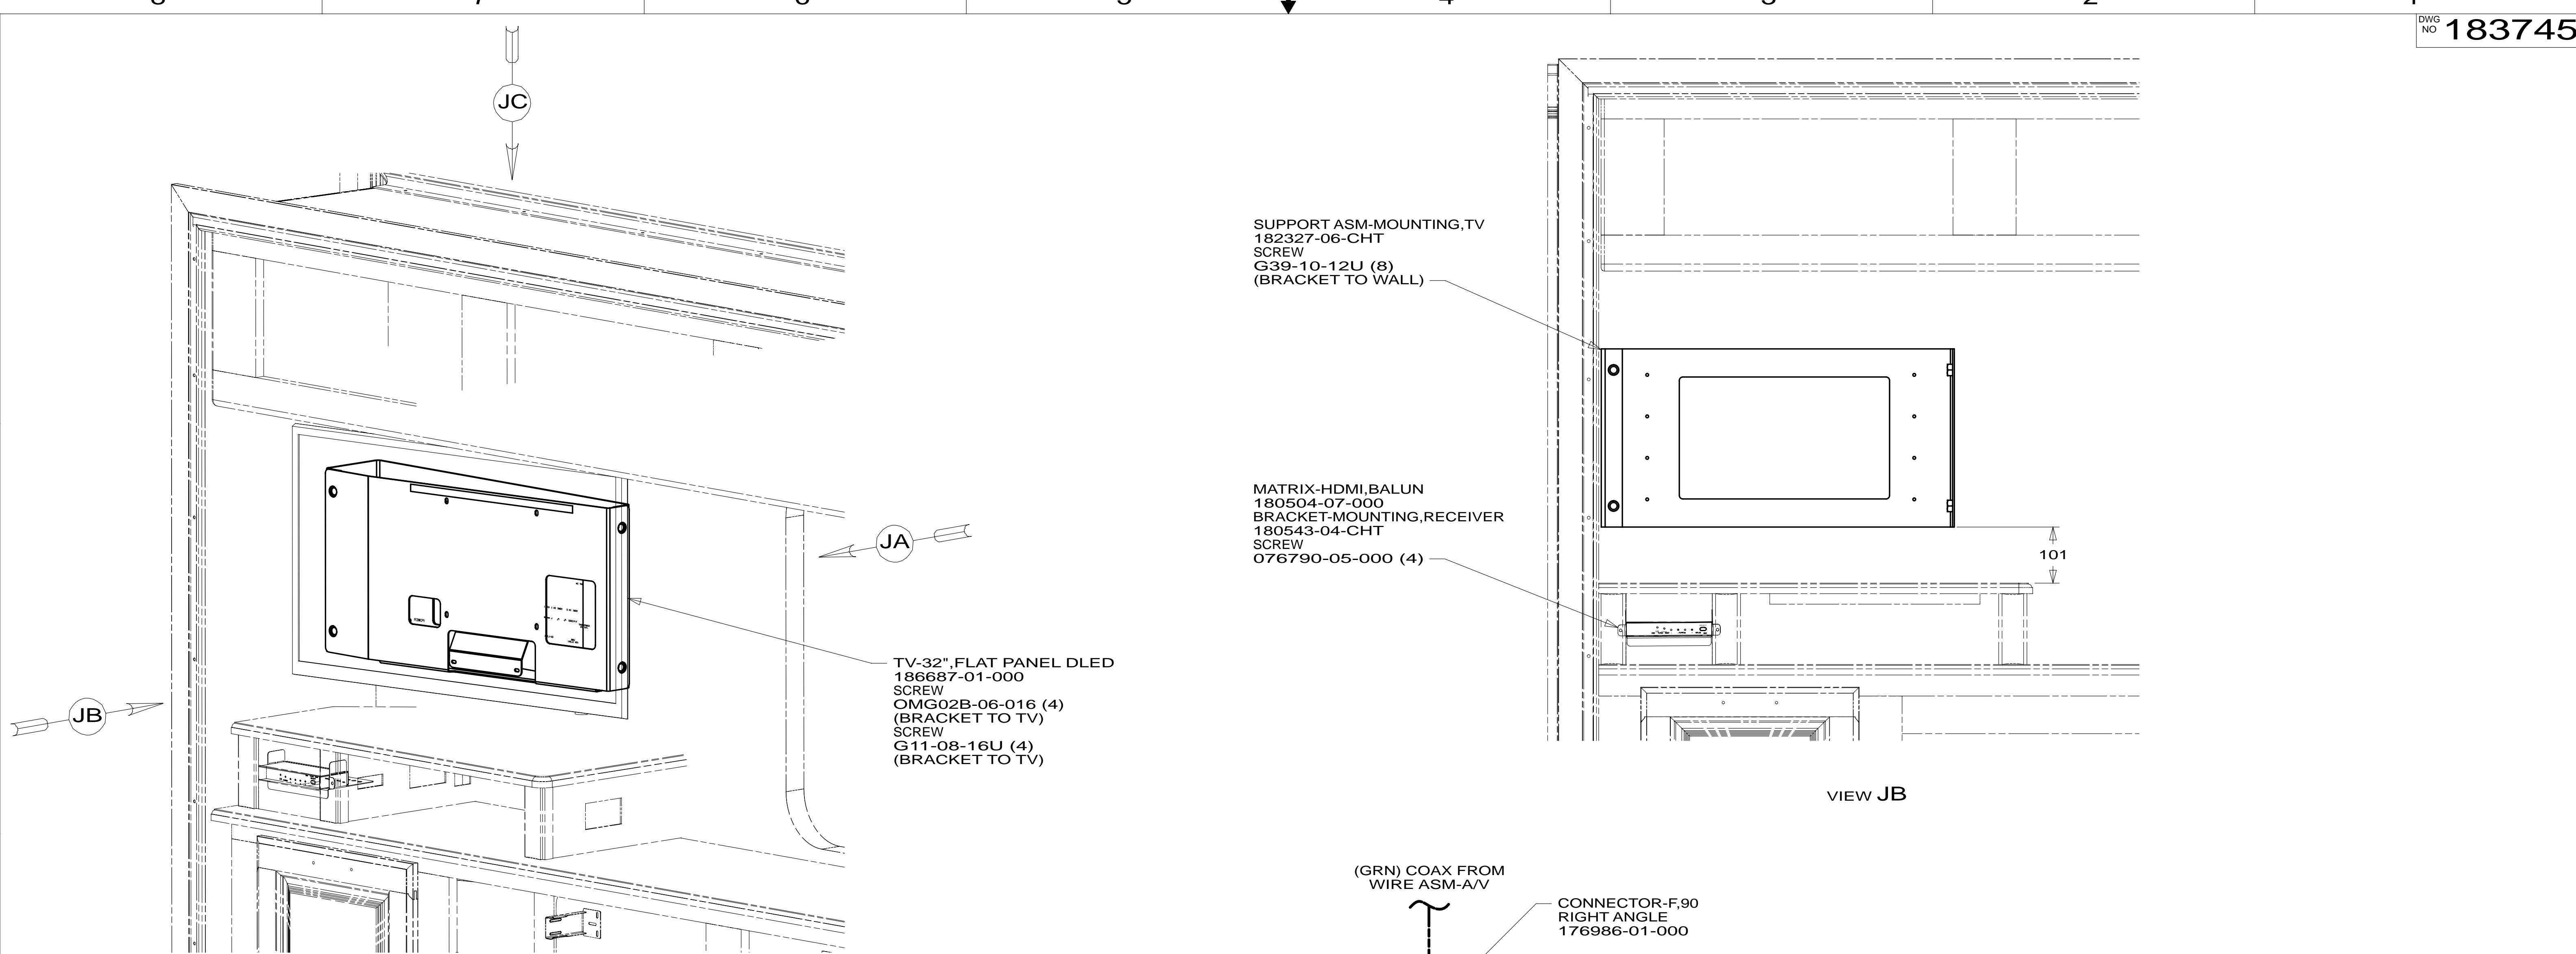 DWG
NO 183745
JC
SUPPORT ASM-MOUNTING,TV
182327-06-CHT
SCREW
G39-10-12U (8)
(BRACKET TO WALL)
MATRIX-HDMI,BALUN
180504-07-000
BRACKET-MOUNTING,RECEIVER
180543-04-CHT
SCREW
076790-05-000 (4)
101
JA
JB
TV-32",FLAT PANEL DLED
186687-01-000
SCREW
OMG02B-06-016 (4)
(BRACKET TO TV)
SCREW
G11-08-16U (4)
(BRACKET TO TV)
VIEW JB
(GRN) COAX FROM
WIRE ASM-A/V
CONNECTOR-F,90
RIGHT ANGLE
176986-01-000